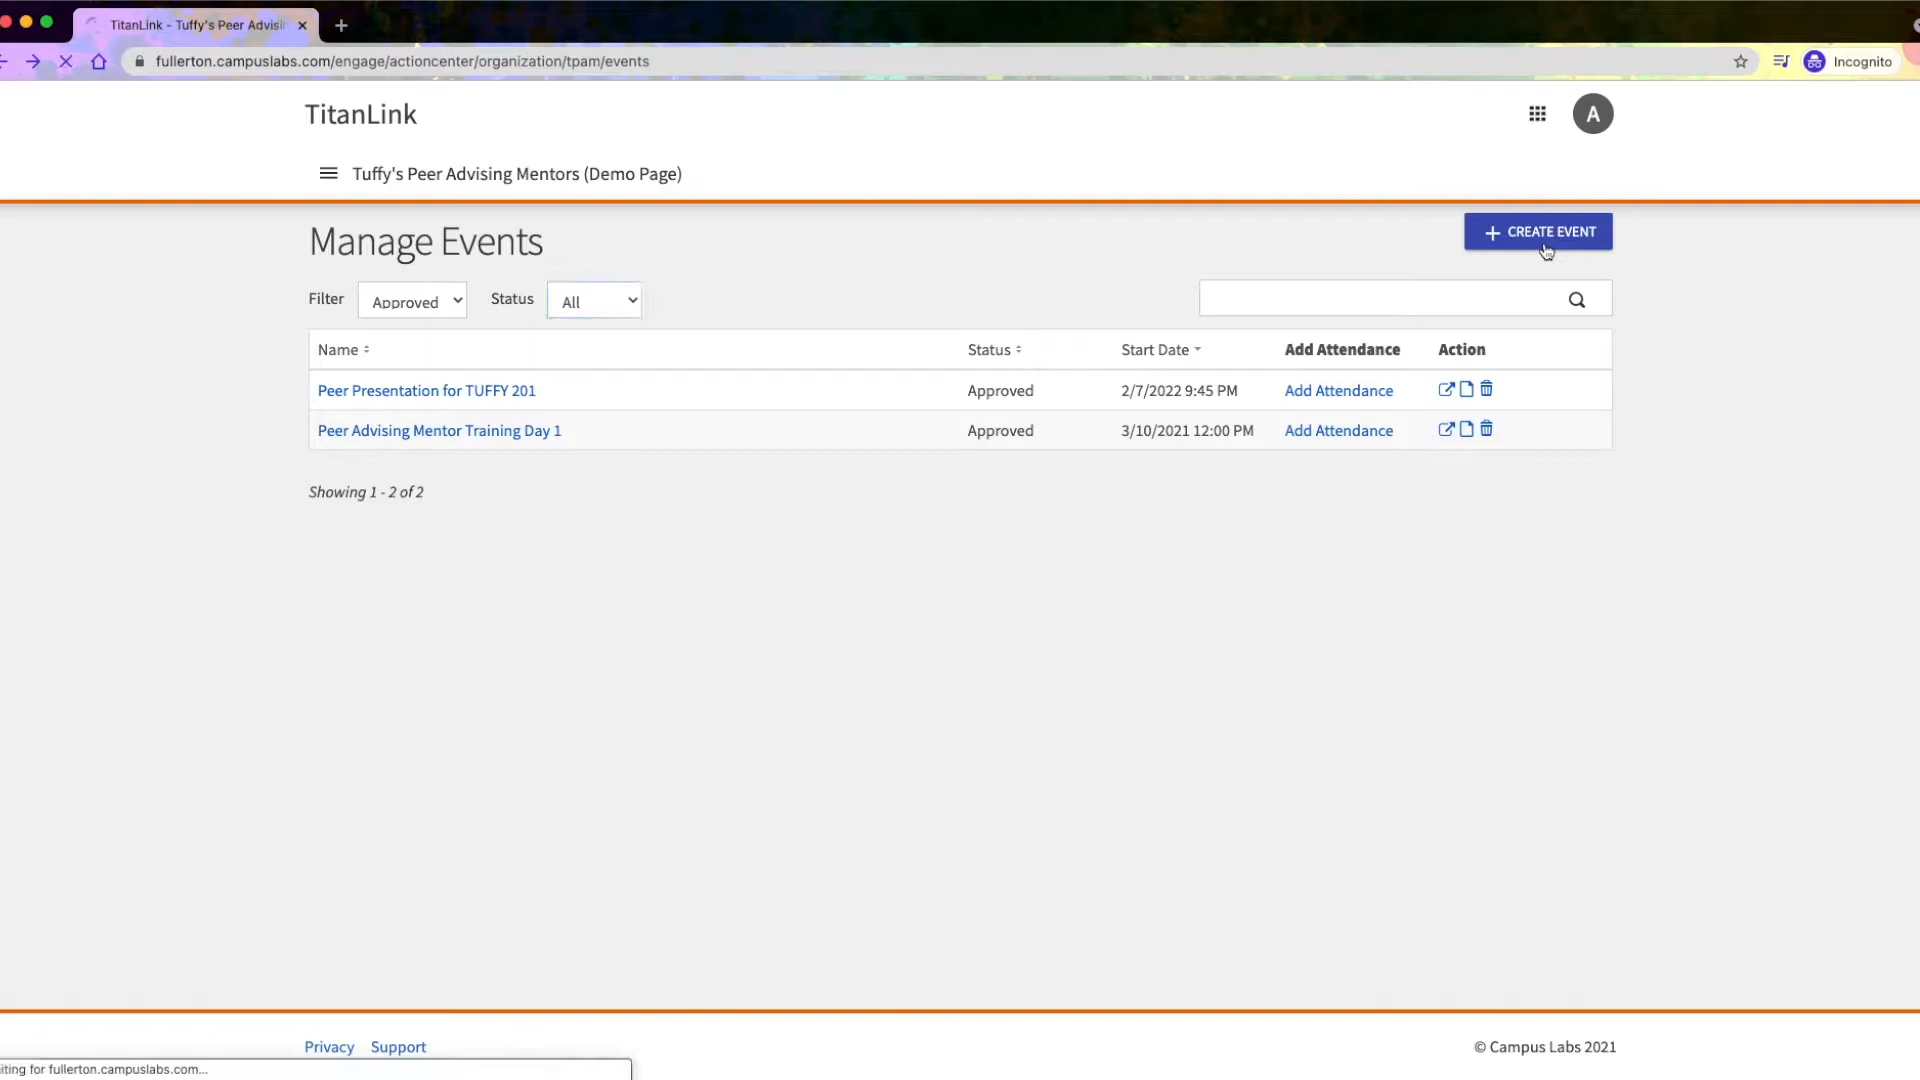 TitanLink - Tuffy's Peer Advisi
fullerton.campuslabs.com/engage/actioncenter/organization/tpam/events
Incognito
TitanLink
A
Tuffy's Peer Advising Mentors (Demo Page)
Manage Events
+ CREATE EVENT
Filter Approved Status All
Name Status Start Date Add Attendance Action
Peer Presentation for TUFFY 201 Approved 2/7/2022 9:45 PM Add Attendance
Peer Advising Mentor Training Day 1 Approved 3/10/2021 12:00 PM Add Attendance
Showing 1 - 2 of 2
Privacy Support © Campus Labs 2021
iting for fullerton.campuslabs.com...